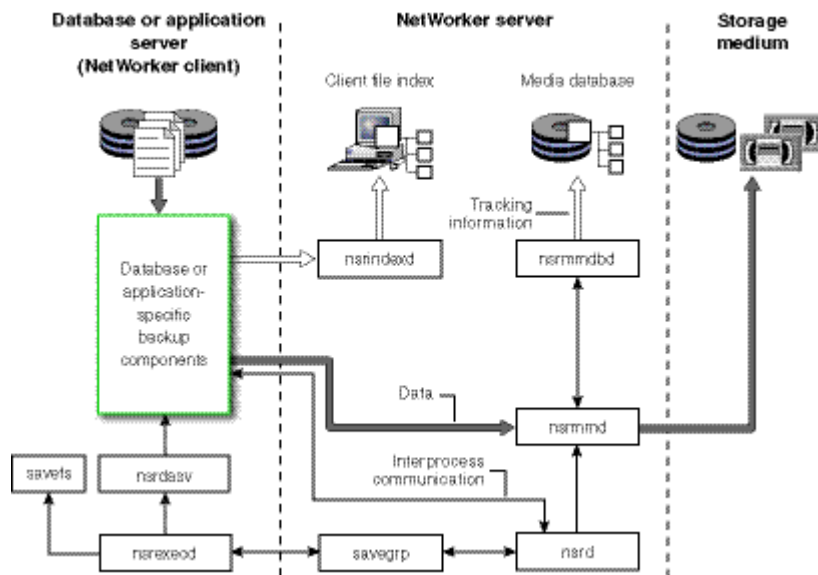 Database or application
server
(NetWorker client)
NetWorker server
Storage
medium
Client file index
Media database
Tracking
information
nsrindexd
nsrmmdbd
Database or
application-
specific
backup
components
Data
nsrmmd
Interprocess
communication
savefs
nsrdasv
nsrexecd
savegrp
nsrd